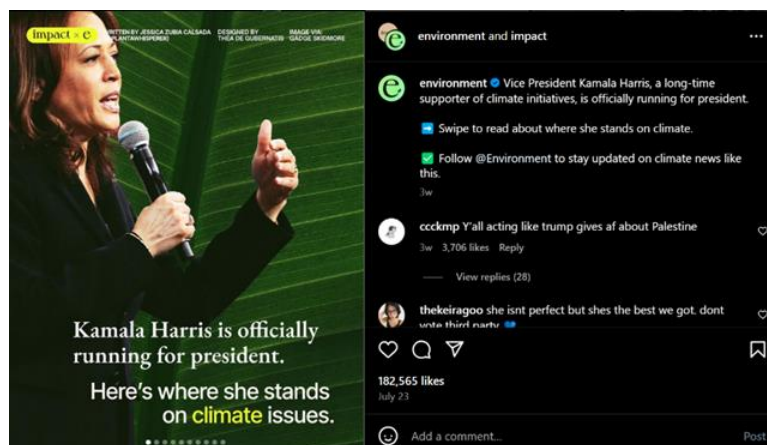 impact x e
WRITTEN BY JESSICA ZUBIA CALSADA
(PLANTAWHISPERER)
DESIGNED BY
THEA DE GUBERNATIS
IMAGE VIA:
GADGE SKIDMORE
Kamala Harris is officially
running for president.
Here's where she stands
on climate issues.
environment and impact
environment Vice President Kamala Harris, a long-time
supporter of climate initiatives, is officially running for president.
➡️ Swipe to read about where she stands on climate.
✅ Follow @Environment to stay updated on climate news like
this.
3w
ccckmp Y'all acting like trump gives af about Palestine
3w 3,706 likes Reply
View replies (28)
thekeiragoo she isnt perfect but shes the best we got. dont
vote third party 💙
182,565 likes
July 23
Add a comment...
Post